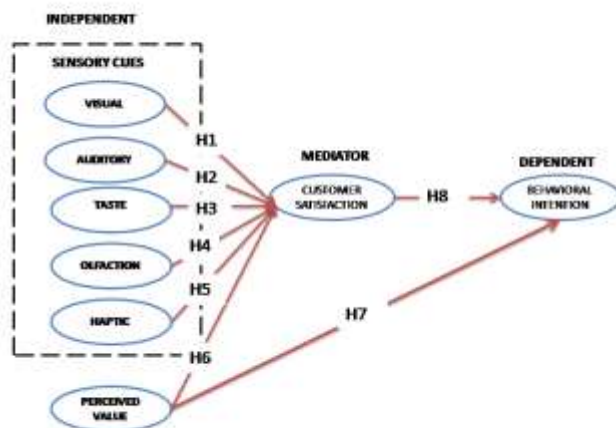 INDEPENDENT
SENSORY CUES
VISUAL
H1
AUDITORY
H2
TASTE
H3
OLFACTION
H4
HAPTIC
H5
H6
PERCEIVED
VALUE
MEDIATOR
CUSTOMER
SATISFACTION
H8
H7
DEPENDENT
BEHAVIORAL
INTENTION